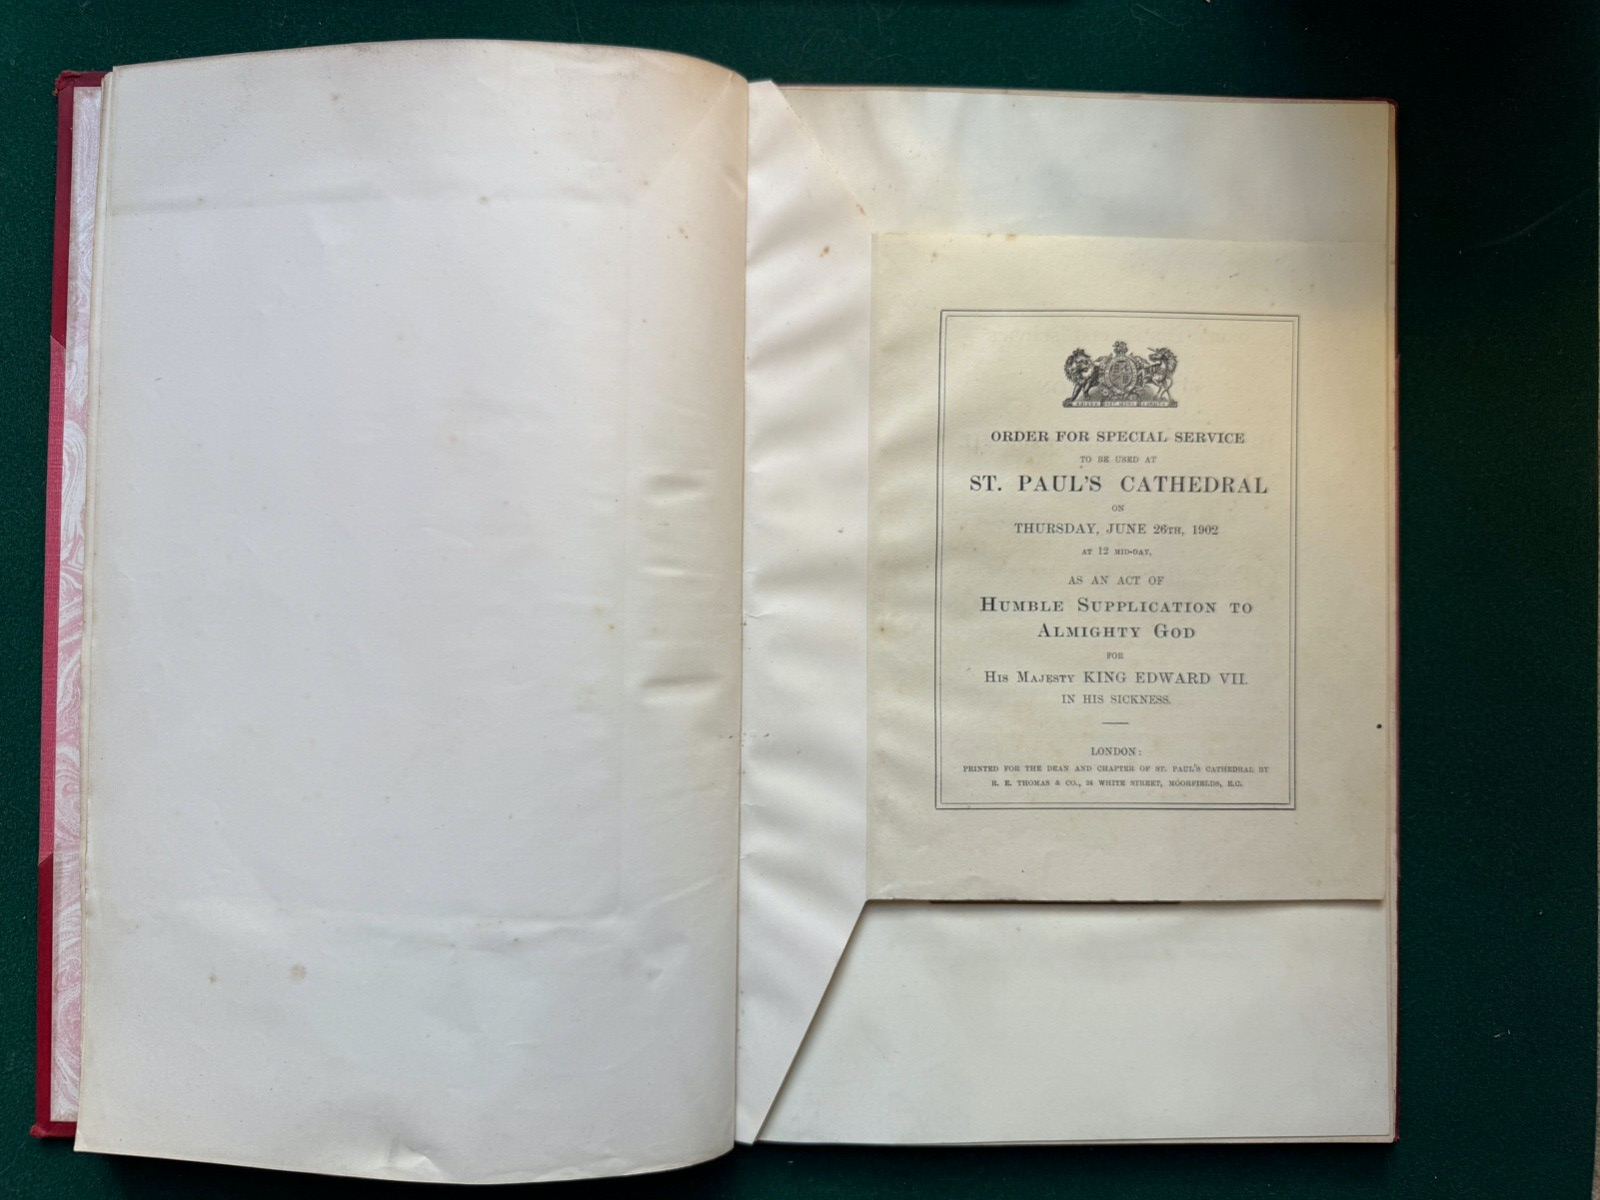 ORDER FOR SPECIAL SERVICE
TO BE USED AT
ST. PAUL'S CATHEDRAL
ON
THURSDAY, JUNE 26TH, 1902
AT 12 MID-DAY,
AS AN ACT OF
HUMBLE SUPPLICATION TO
ALMIGHTY GOD
FOR
HIS MAJESTY KING EDWARD VII.
IN HIS SICKNESS.
LONDON:
PRINTED FOR THE DEAN AND CHAPTER OF ST. PAUL'S CATHEDRAL BY
E. THOMAS & CO., WHITE STREET, MOORFIELDS, E.C.